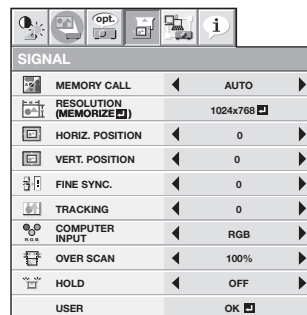 opt.
i
SIGNAL
MEMORY CALL AUTO
RESOLUTION
(MEMORIZE) 1024x768
HORIZ. POSITION 0
VERT. POSITION 0
FINE SYNC. 0
TRACKING 0
COMPUTER
INPUT RGB
R G B
OVER SCAN 100%
HOLD OFF
USER OK